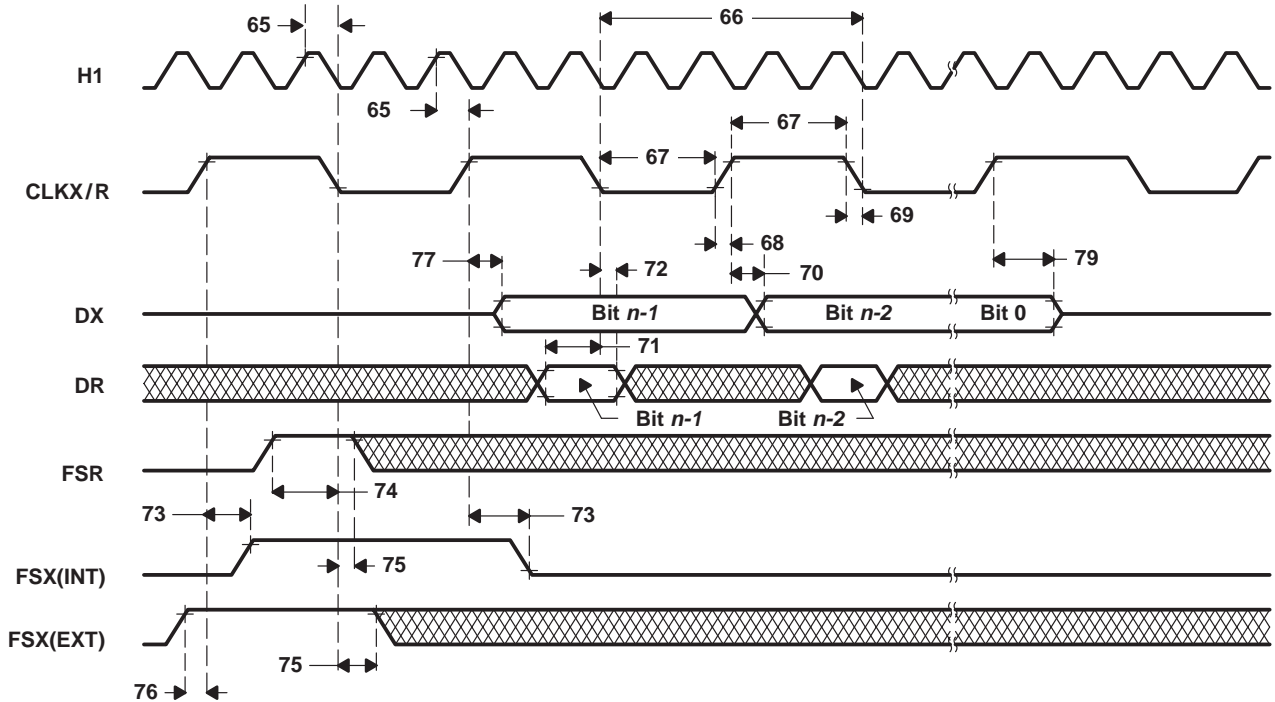 65
66
H1
65
67
67
CLKX/R
69
68
77
72
70
79
DX
Bit n-1
Bit n-2
Bit 0
71
DR
Bit n-1
Bit n-2
FSR
74
73
73
75
FSX(INT)
FSX(EXT)
75
76